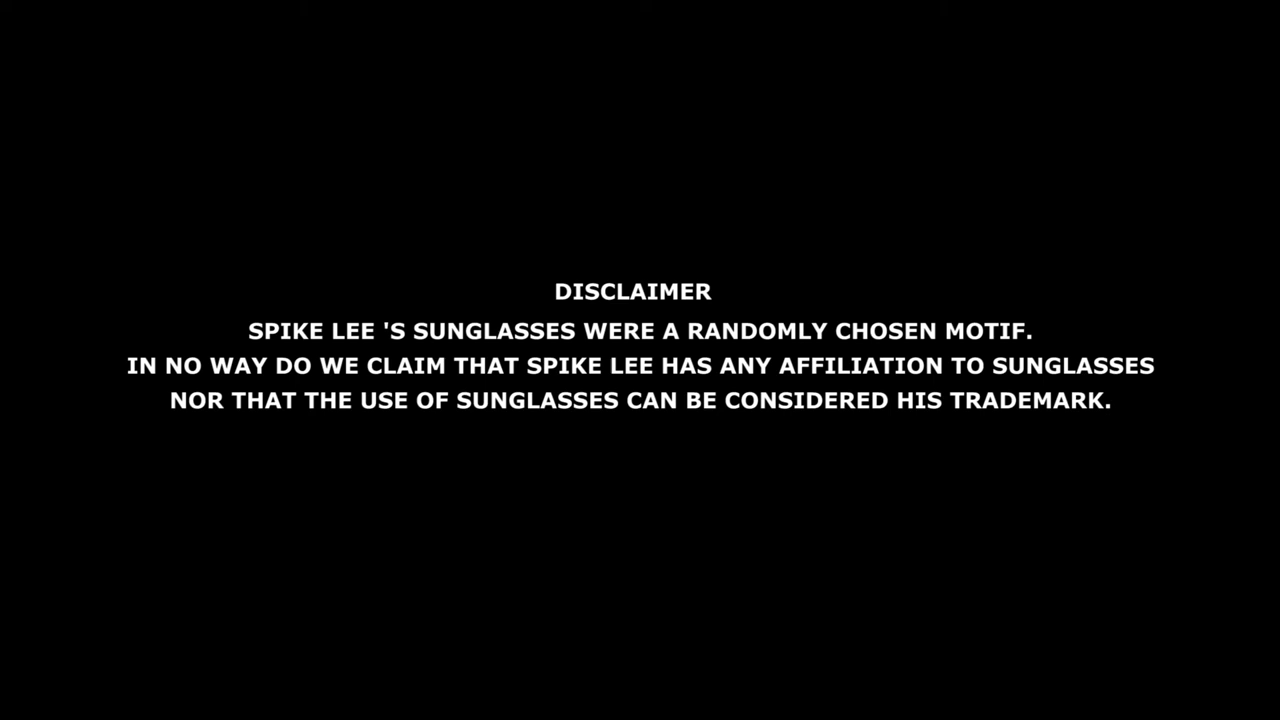 DISCLAIMER
SPIKE LEE 'S SUNGLASSES WERE A RANDOMLY CHOSEN MOTIF.
IN NO WAY DO WE CLAIM THAT SPIKE LEE HAS ANY AFFILIATION TO SUNGLASSES
NOR THAT THE USE OF SUNGLASSES CAN BE CONSIDERED HIS TRADEMARK.